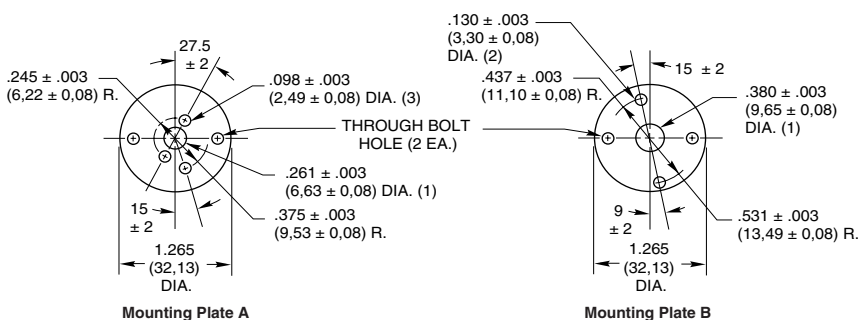 27.5
± 2
.245 ± .003
(6,22 ± 0,08) R.
.098 ± .003
(2,49 ± 0,08) DIA. (3)
THROUGH BOLT
HOLE (2 EA.)
.261 ± .003
(6,63 ± 0,08) DIA. (1)
15
± 2
.375 ± .003
(9,53 ± 0,08) R.
1.265
(32,13)
DIA.
Mounting Plate A
.130 ± .003
(3,30 ± 0,08)
DIA. (2)
15 ± 2
.437 ± .003
(11,10 ± 0,08) R.
.380 ± .003
(9,65 ± 0,08)
DIA. (1)
9
± 2
.531 ± .003
(13,49 ± 0,08) R.
1.265
(32,13)
DIA.
Mounting Plate B